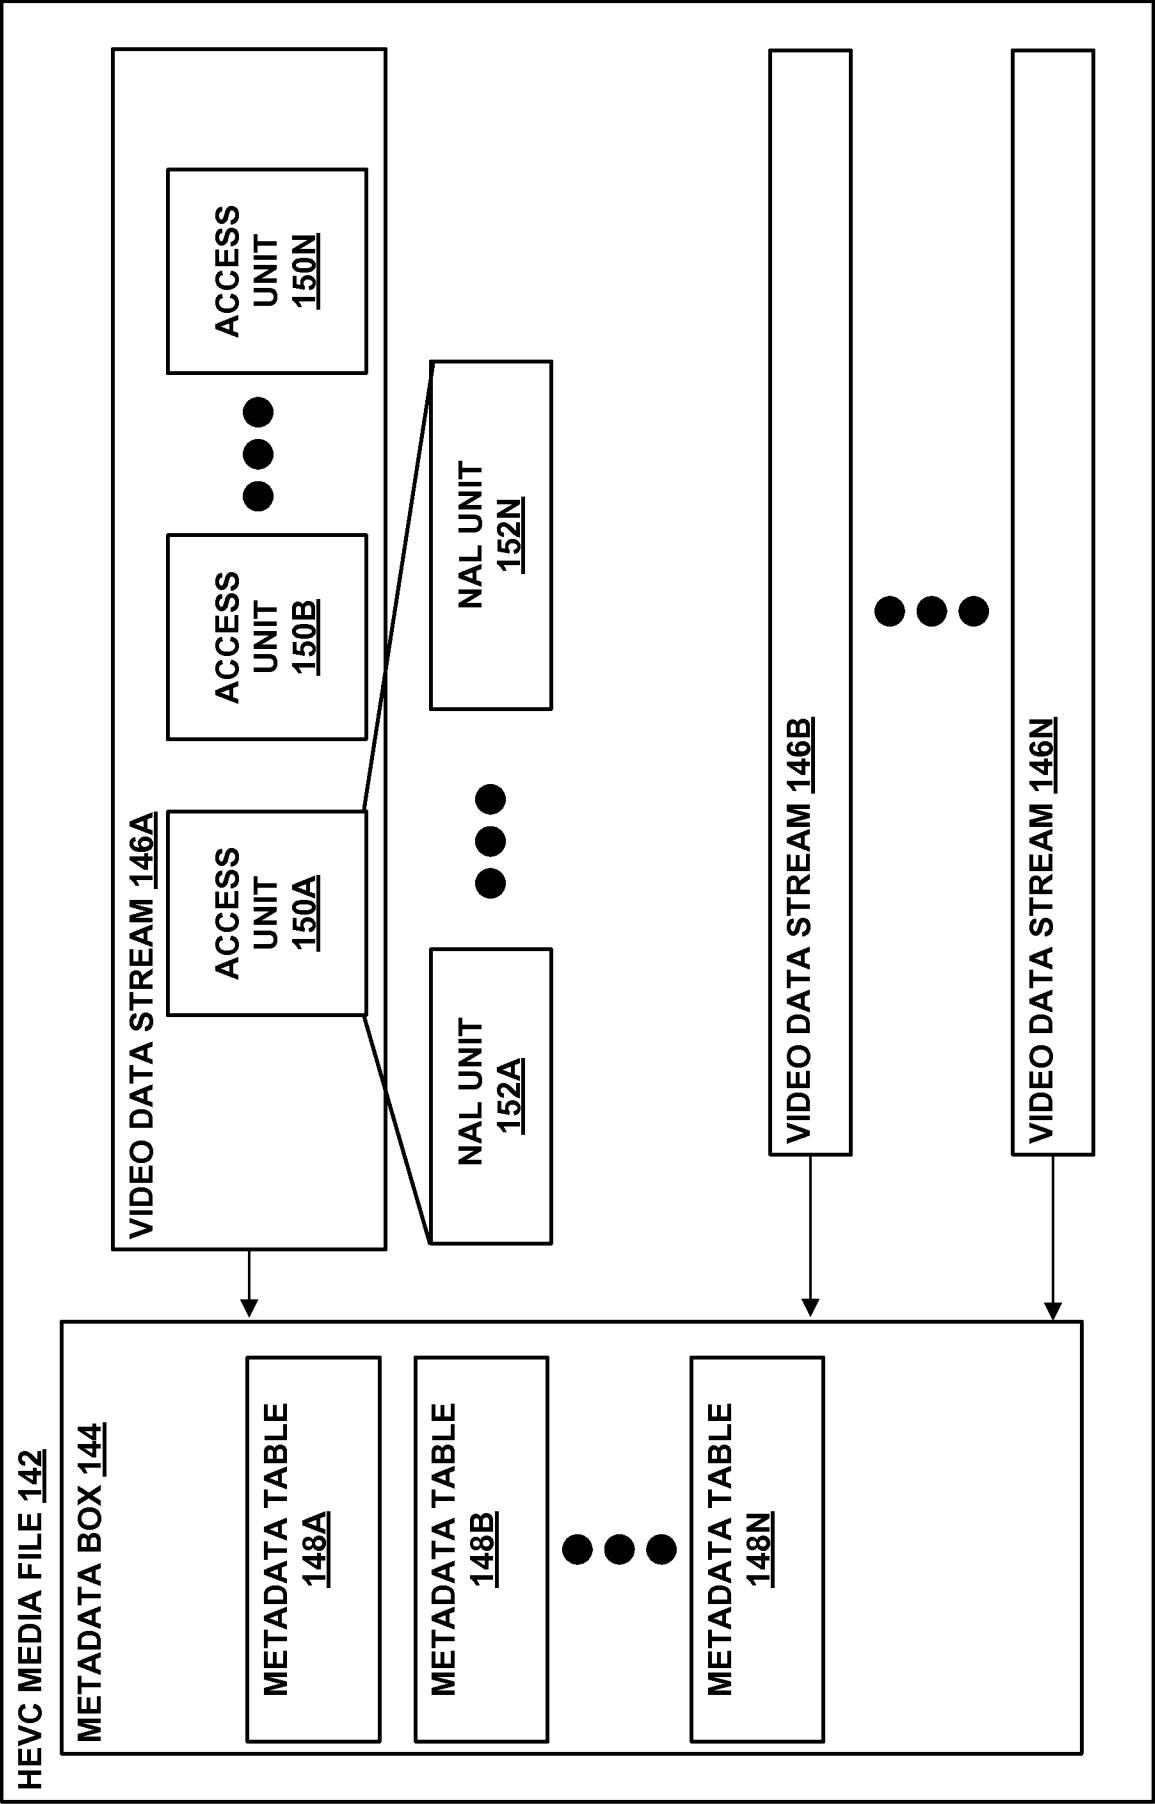 HEVC MEDIA FILE 142
METADATA BOX 144
METADATA TABLE
148A
METADATA TABLE
148B
METADATA TABLE
148N
VIDEO DATA STREAM 146A
ACCESS
UNIT
150A
ACCESS
UNIT
150B
ACCESS
UNIT
150N
NAL UNIT
152A
NAL UNIT
152N
VIDEO DATA STREAM 146B
VIDEO DATA STREAM 146N